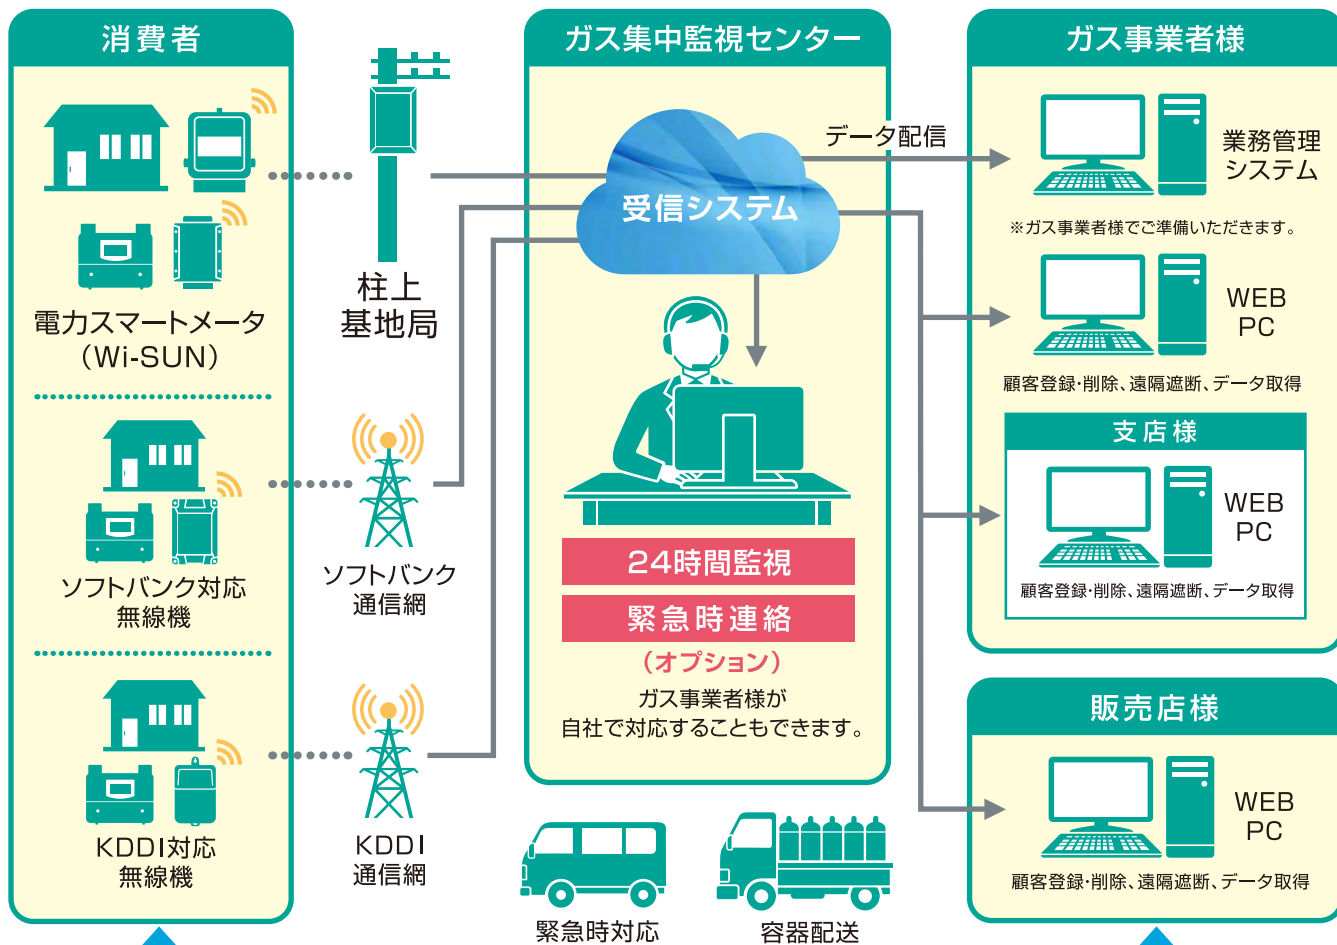 消費者
電力スマートメータ
（Wi-SUN）
ソフトバンク対応
無線機
KDDI対応
無線機
柱上
基地局
ソフトバンク
通信網
KDDI
通信網
ガス集中監視センター
受信システム
24時間監視
緊急時連絡
（オプション）
ガス事業者様が
自社で対応することもできます。
緊急時対応
容器配送
データ配信
ガス事業者様
業務管理
システム
※ガス事業者様でご準備いただきます。
WEB
PC
顧客登録・削除、遠隔遮断、データ取得
支店様
WEB
PC
顧客登録・削除、遠隔遮断、データ取得
販売店様
WEB
PC
顧客登録・削除、遠隔遮断、データ取得